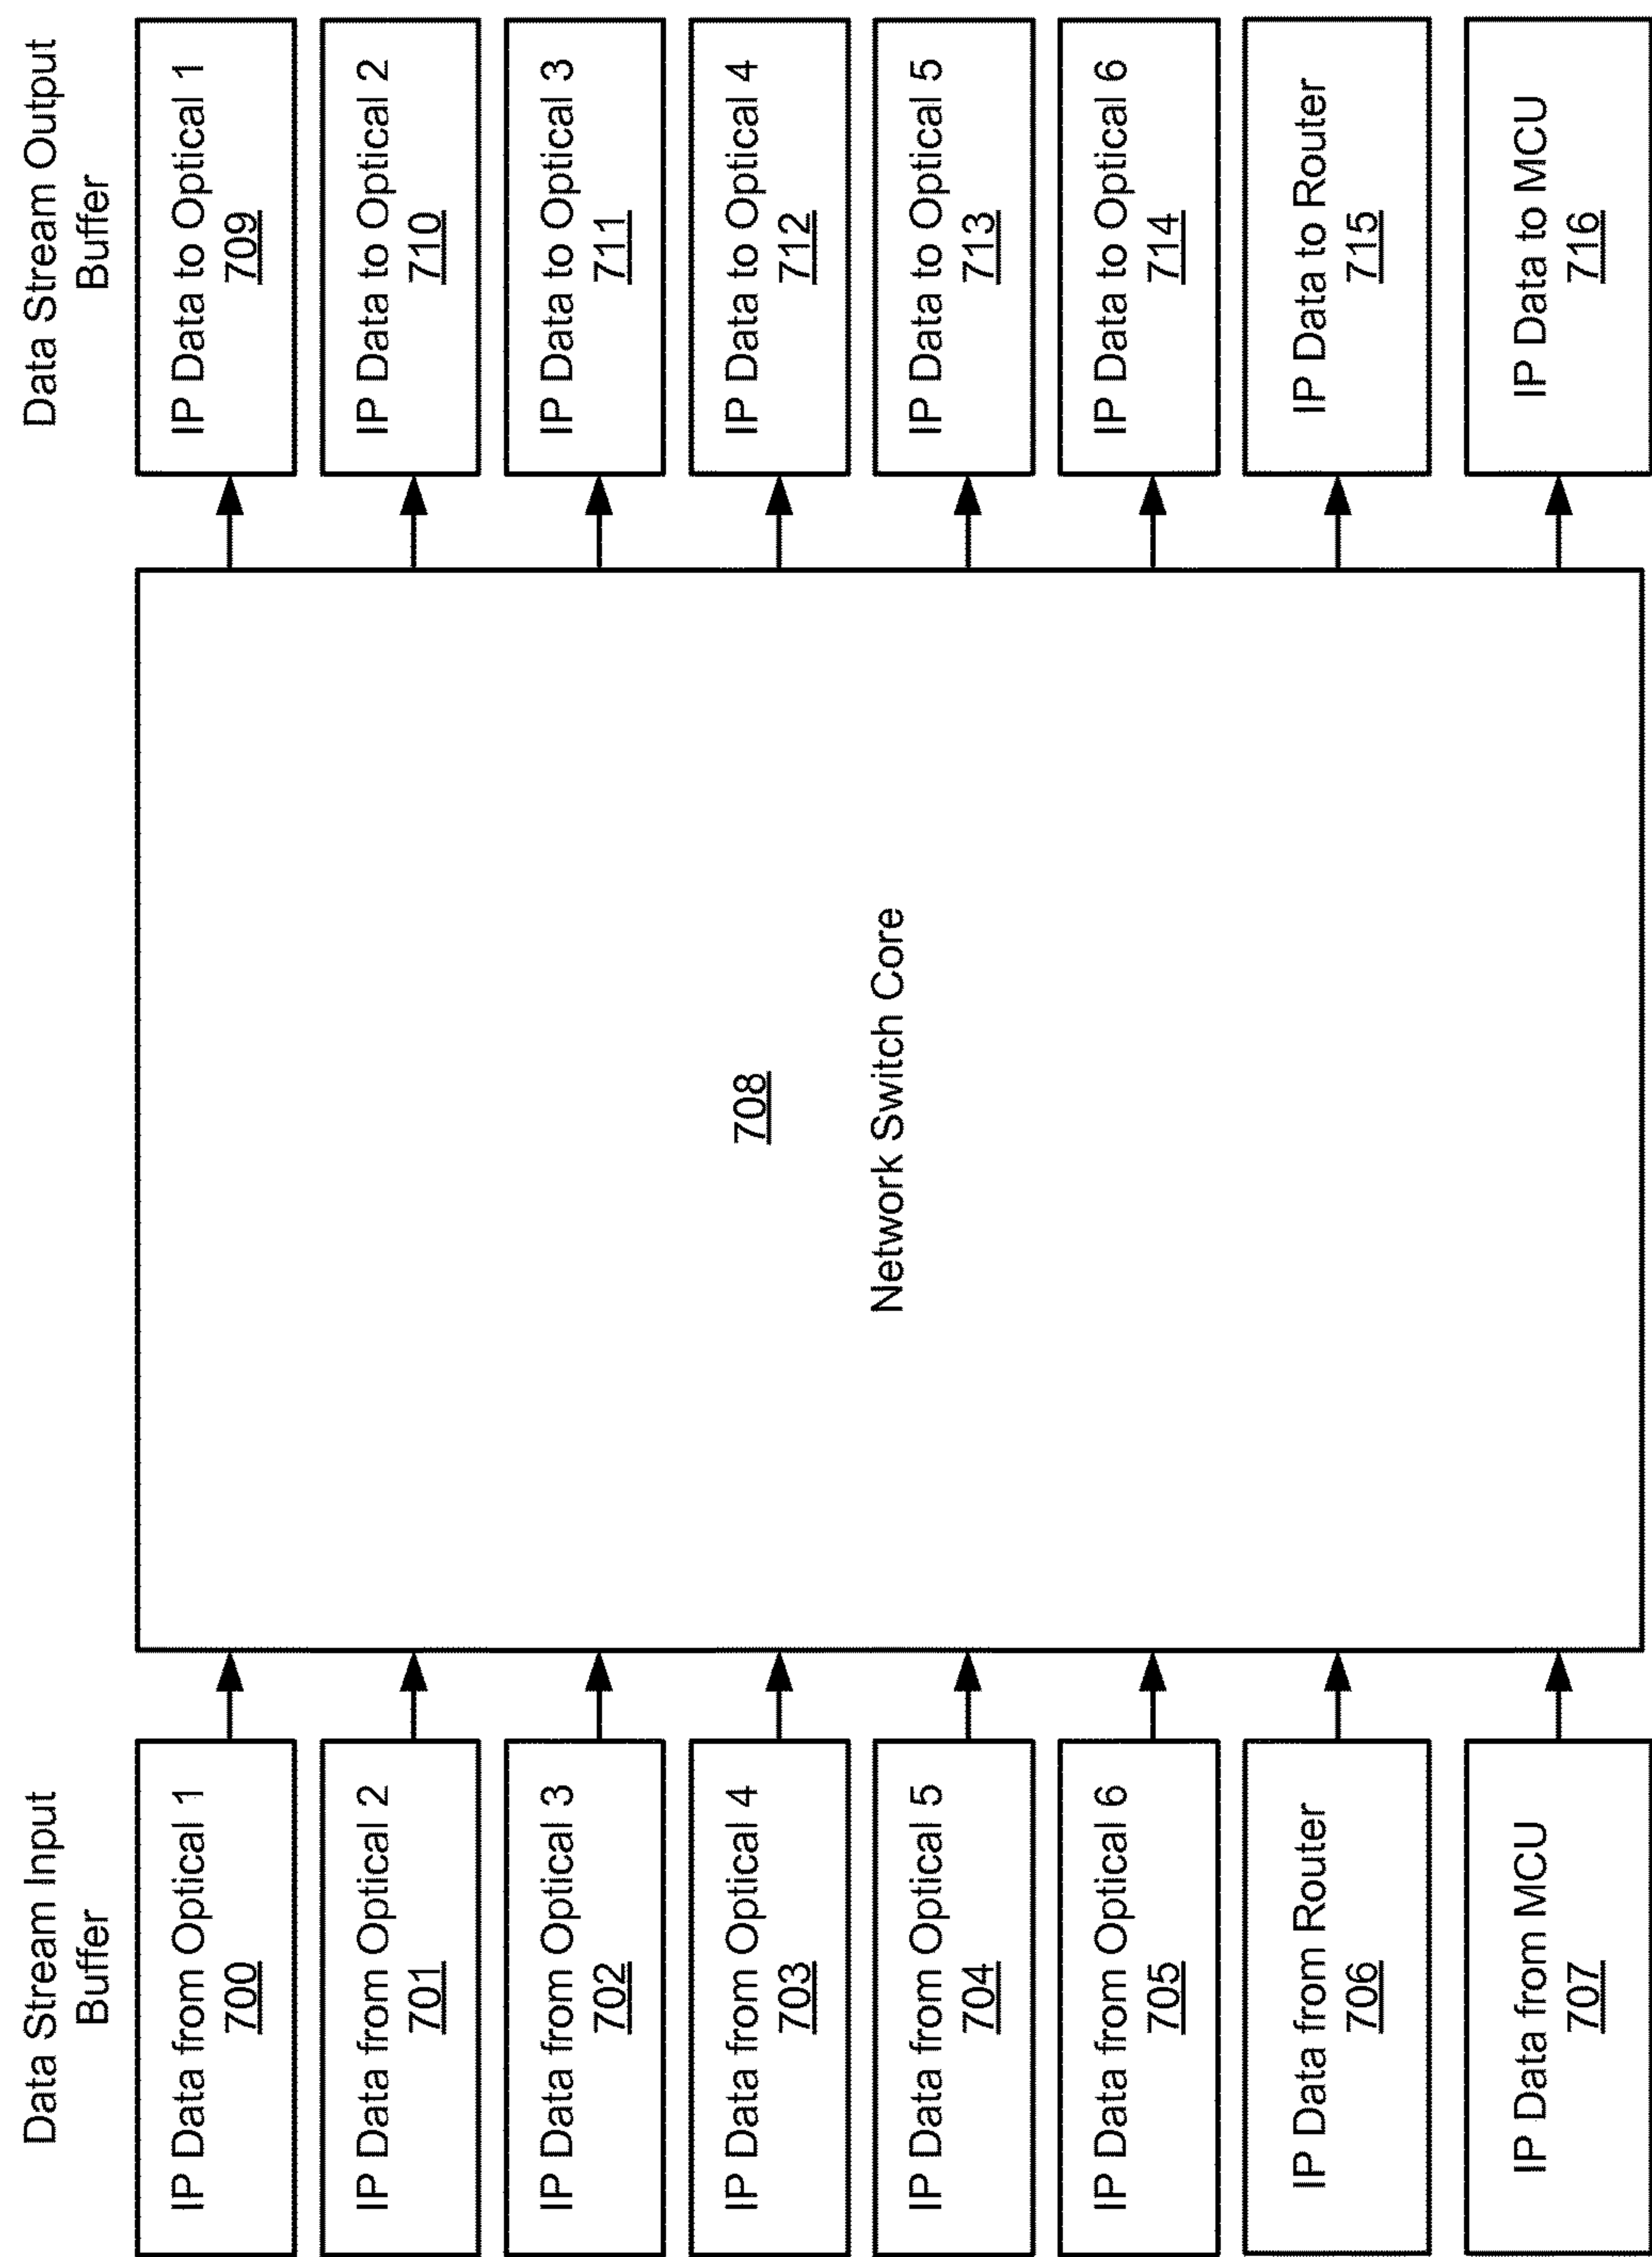 Data Stream Input
Buffer
IP Data from Optical 1
700
IP Data from Optical 2
701
IP Data from Optical 3
702
IP Data from Optical 4
703
IP Data from Optical 5
704
IP Data from Optical 6
705
IP Data from Router
706
IP Data from MCU
707
708
Network Switch Core
Data Stream Output
Buffer
IP Data to Optical 1
709
IP Data to Optical 2
710
IP Data to Optical 3
711
IP Data to Optical 4
712
IP Data to Optical 5
713
IP Data to Optical 6
714
IP Data to Router
715
IP Data to MCU
716